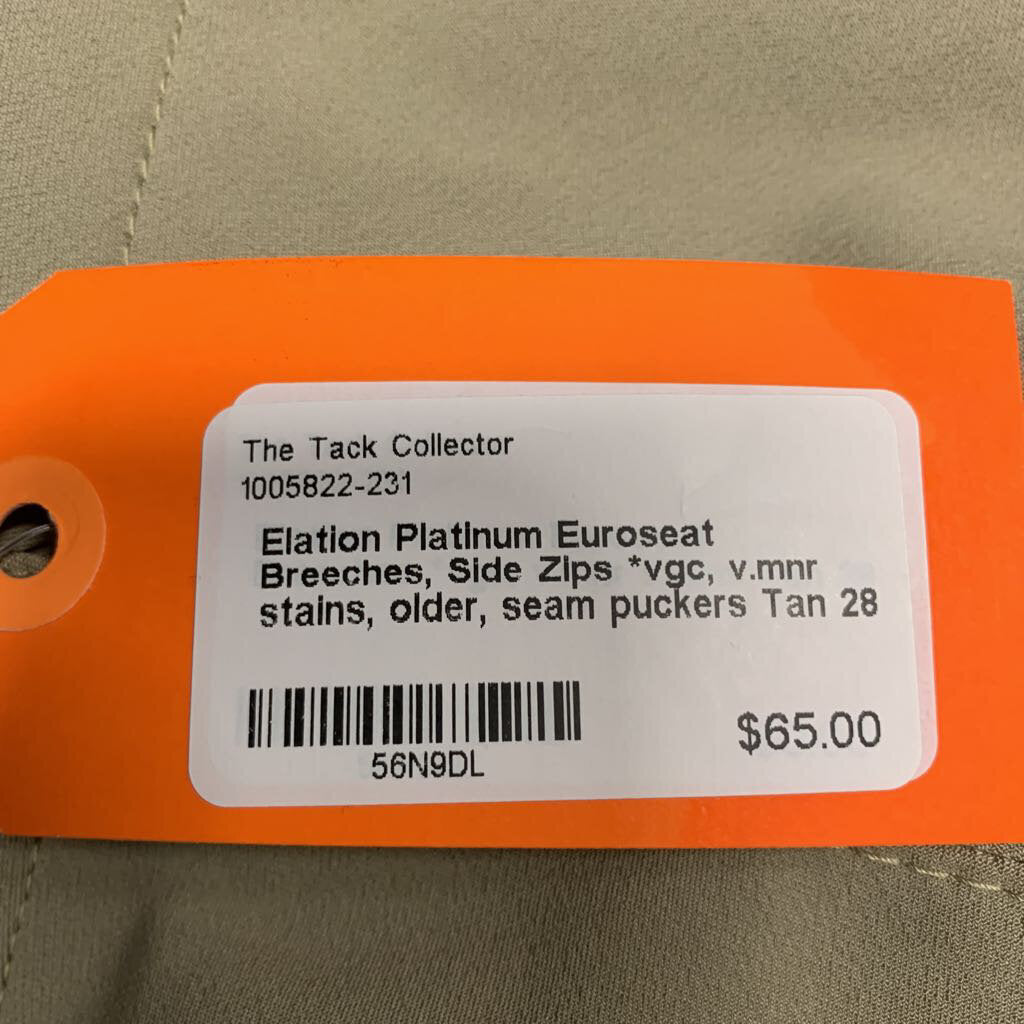 The Tack Collector
1005822-231
Elation Platinum Euroseat
Breeches, Side Zips *vgc, v.mnr
stains, older, seam puckers Tan 28
$65.00
56N9DL